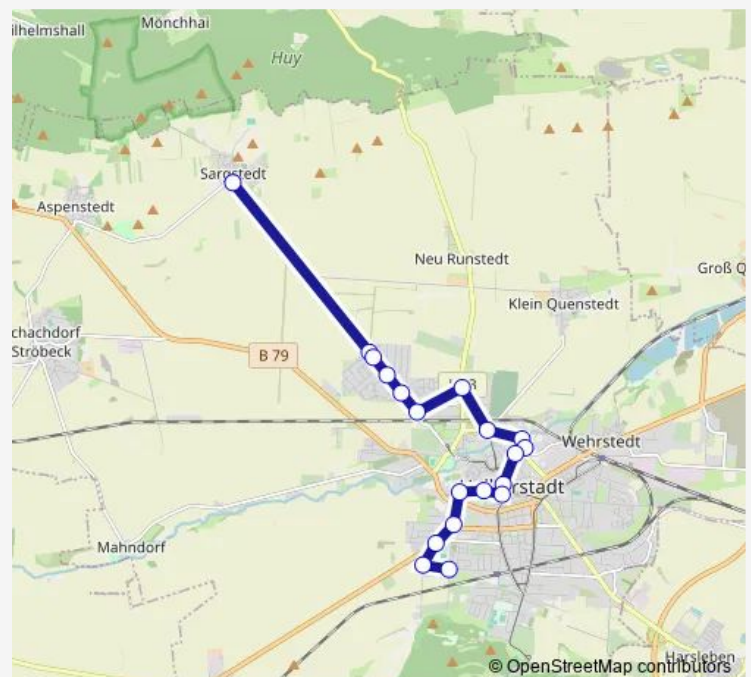 ilhelmshall
Mönchhai
Huy
Sargstedt
Aspenstedt
Neu Runstedt
Groß Q
Klein Quenstedt
chachdorf
Ströbeck
B 79
Wehrstedt
Mahndorf
Harsleben
© OpenStreetMap contributors